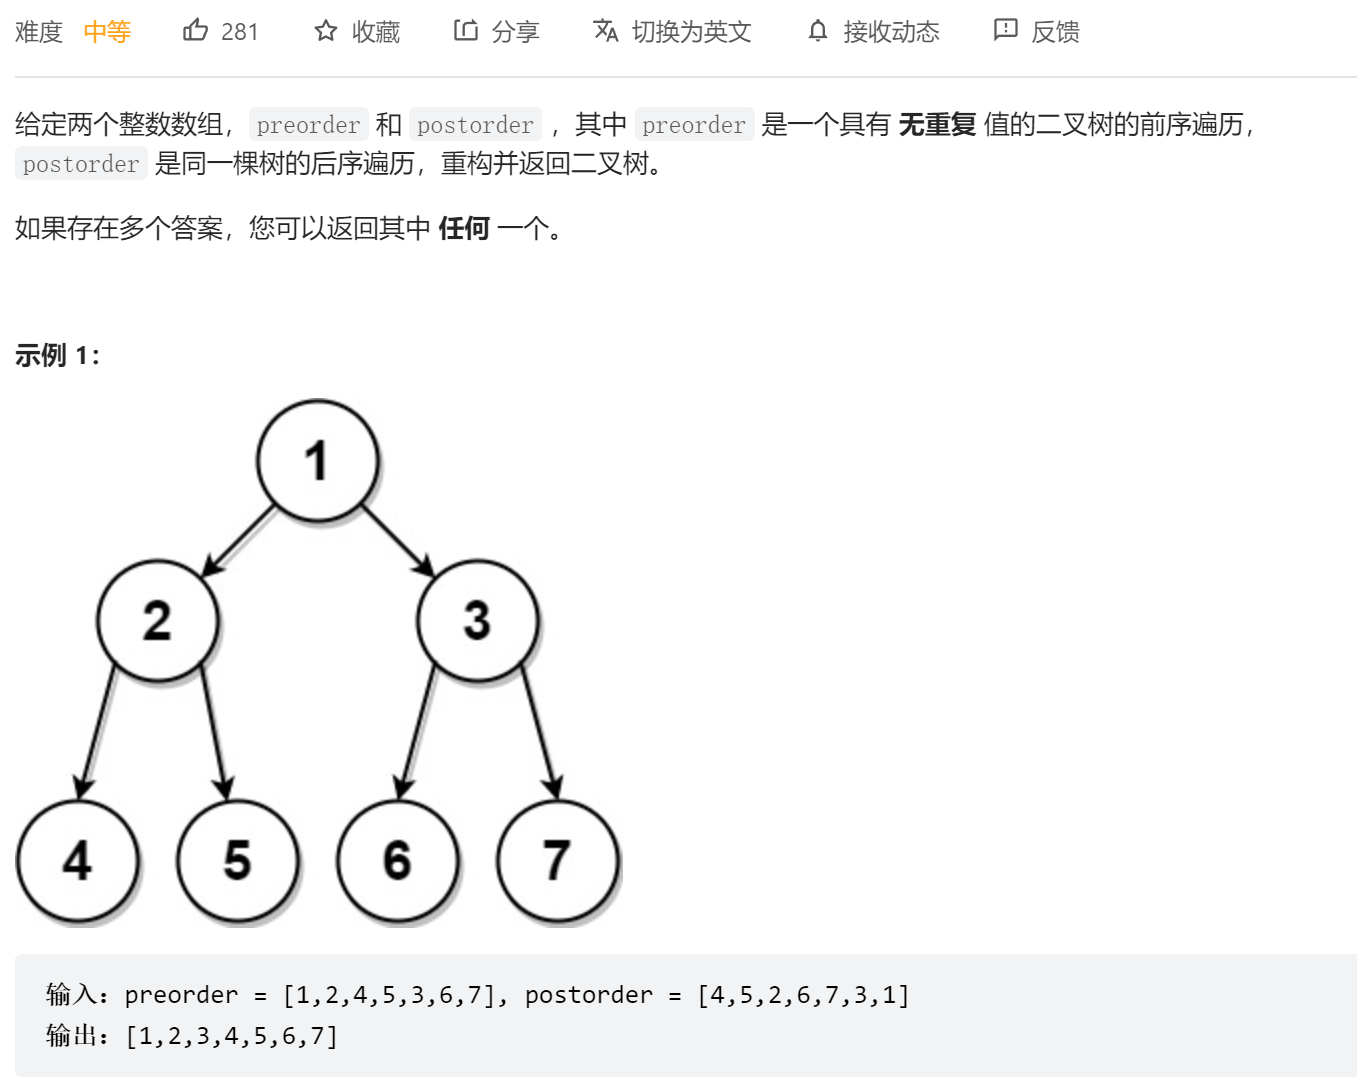 难度 中等 281 收藏 分享 切换为英文 接收动态 反馈
给定两个整数数组，preorder 和 postorder ，其中 preorder 是一个具有 无重复 值的二叉树的前序遍历，
postorder 是同一棵树的后序遍历，重构并返回二叉树。
如果存在多个答案，您可以返回其中 任何 一个。
示例 1：
1
2 3
4 5 6 7
输入：preorder = [1,2,4,5,3,6,7], postorder = [4,5,2,6,7,3,1]
输出：[1,2,3,4,5,6,7]